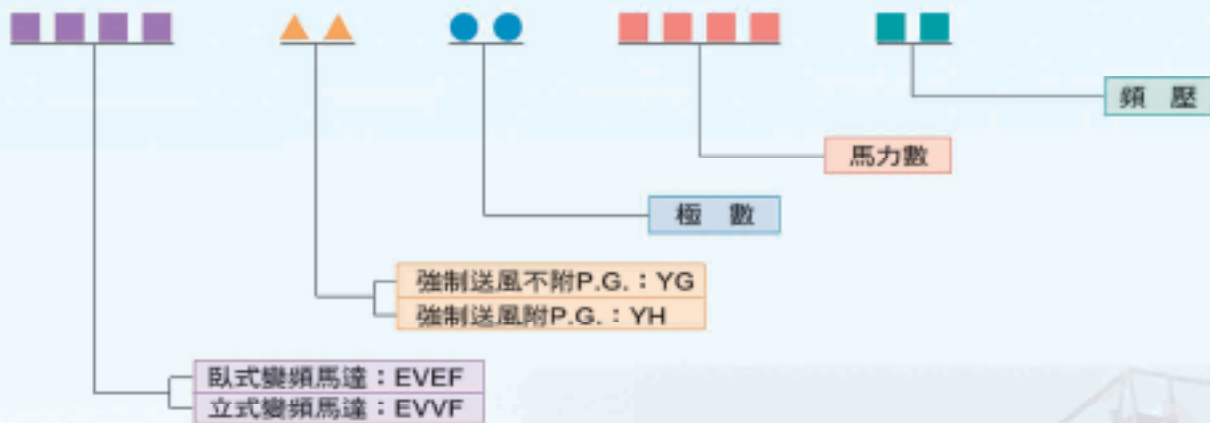 頻 壓
馬力數
極 數
強制送風不附P.G.：YG
強制送風附P.G.：YH
臥式變頻馬達：EVEF
立式變頻馬達：EVVF